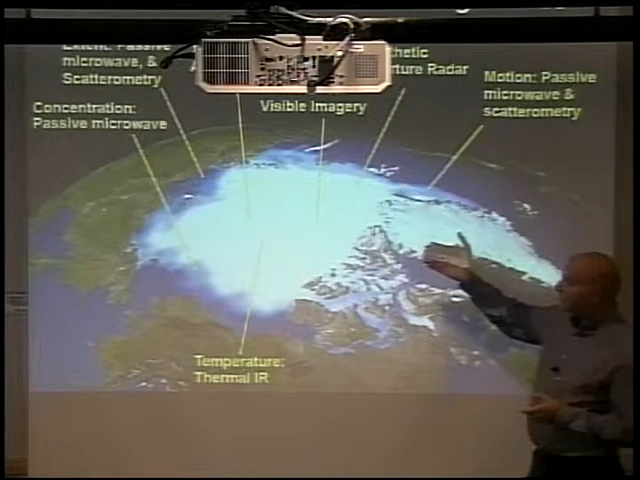 Extent: Passive
microwave, &
Scatterometry
Concentration:
Passive microwave
Visible Imagery
thetic
rture Radar
Motion: Passive
microwave &
scatterometry
Temperature:
Thermal IR